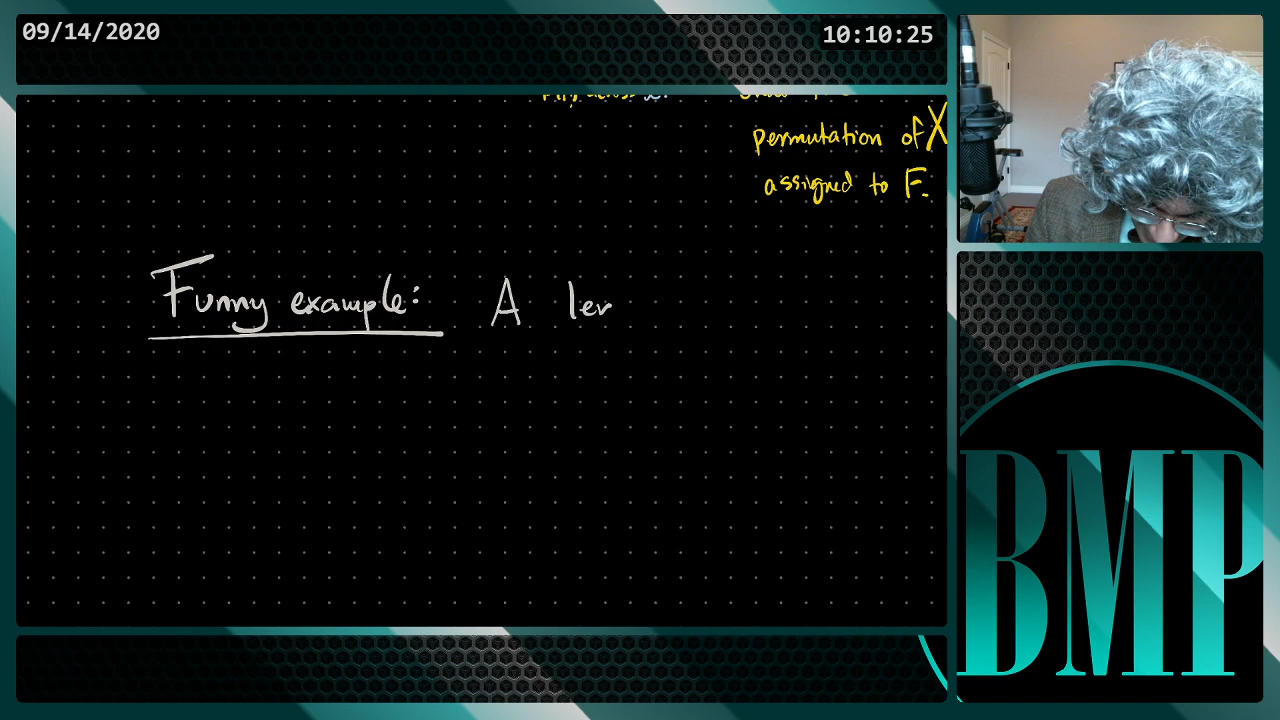 09/14/2020
10:10:25
permutation of X
assigned to F.
Funny example: A ler
BMP